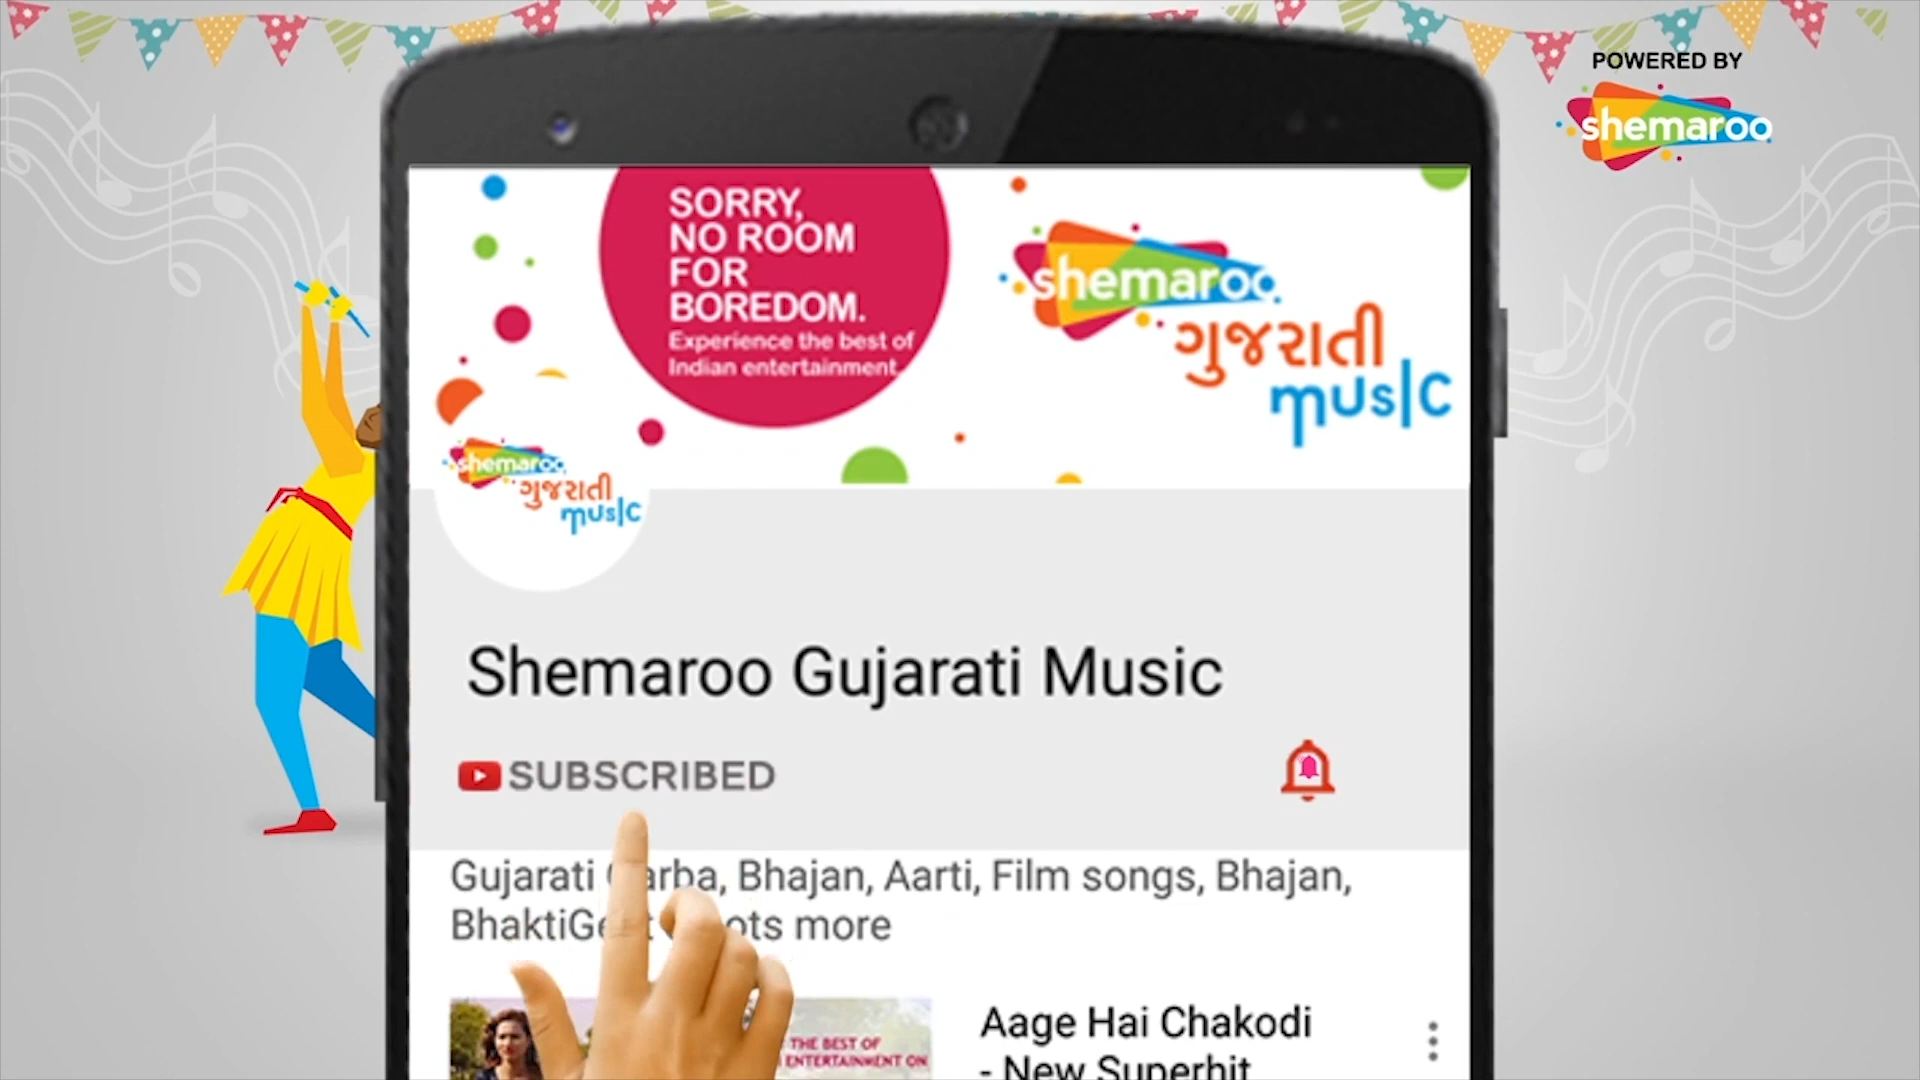 POWERED BY
shemaroo
SORRY,
NO ROOM
FOR
BOREDOM.
Experience the best of
Indian entertainment
shemaroo
ગુજરાતી
music
shemaroo
ગુજરાતી
music
Shemaroo Gujarati Music
SUBSCRIBED
Gujarati Bhajan, Aarti, Film songs, Bhajan,
more
THE BEST OF
ENTERTAINMENT ON
Aage Hai Chakodi
- New Superhit